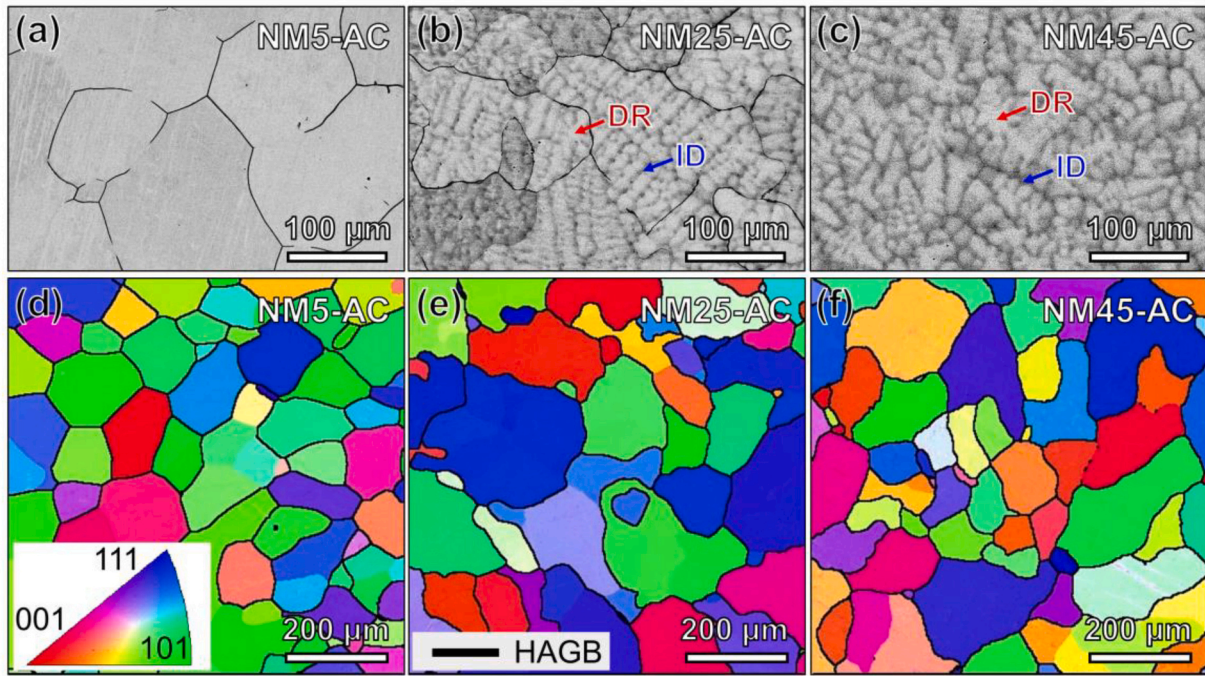 (a) NM5-AC
100 µm
(b) NM25-AC
DR
ID
100 µm
(c) NM45-AC
DR
ID
100 µm
(d) NM5-AC
111
001
101
200 µm
(e) NM25-AC
HAGB
200 µm
(f) NM45-AC
200 µm